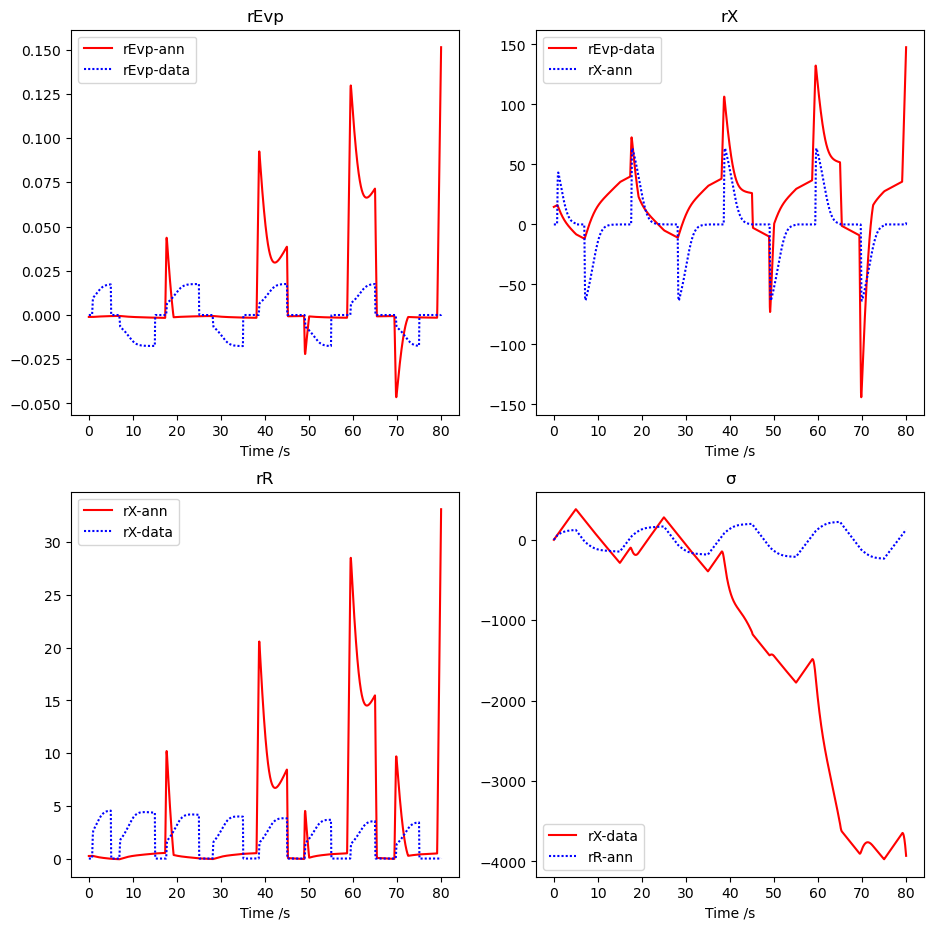 rEvp
rEvp-ann
rEvp-data
0.150
0.125
0.100
0.075
0.050
0.025
0.000
−0.025
−0.050
0 10 20 30 40 50 60 70 80
Time /s
rX
rEvp-data
rX-ann
150
100
50
0
−50
−100
−150
0 10 20 30 40 50 60 70 80
Time /s
rR
rX-ann
rX-data
30
25
20
15
10
5
0
0 10 20 30 40 50 60 70 80
Time /s
σ
0
−1000
−2000
−3000
−4000
rX-data
rR-ann
0 10 20 30 40 50 60 70 80
Time /s